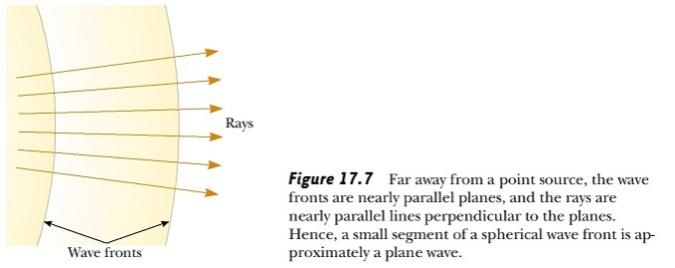 Rays
Wave fronts
Figure 17.7 Far away from a point source, the wave
fronts are nearly parallel planes, and the rays are
nearly parallel lines perpendicular to the planes.
Hence, a small segment of a spherical wave front is ap-
proximately a plane wave.